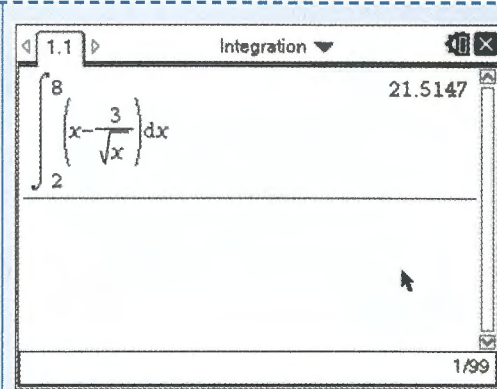 1.1 Integration
8
∫ (x − 3/√x) dx 21.5147
2
1/99